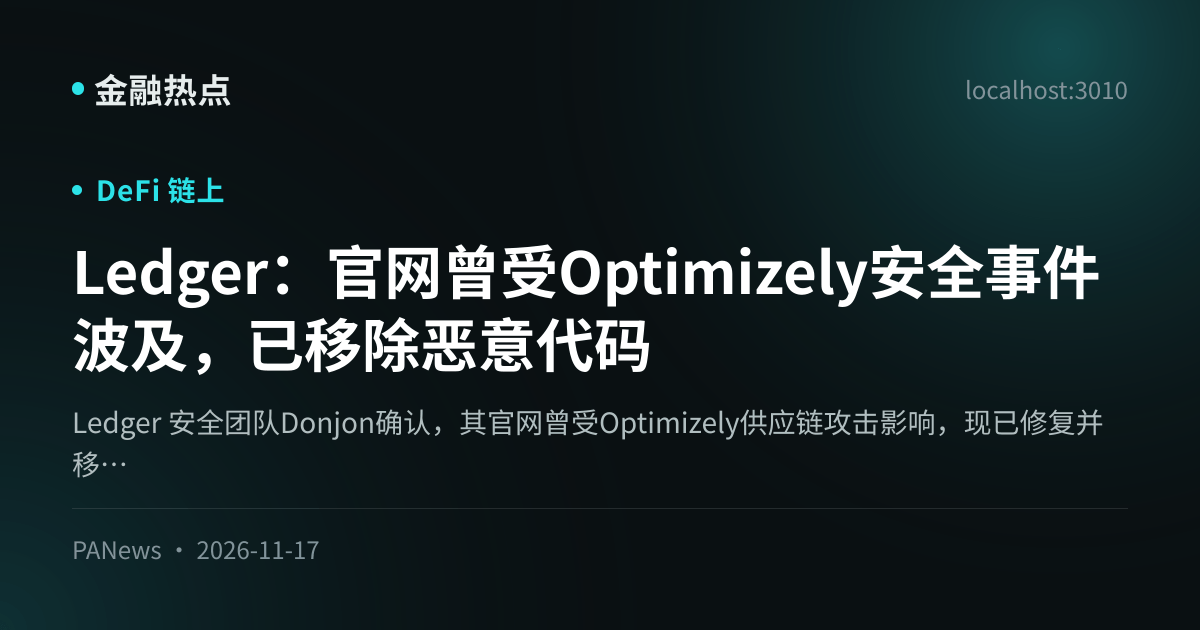 金融热点
localhost:3010
DeFi 链上
Ledger：官网曾受Optimizely安全事件
波及，已移除恶意代码
Ledger 安全团队Donjon确认，其官网曾受Optimizely供应链攻击影响，现已修复并
移…
PANews • 2026-11-17